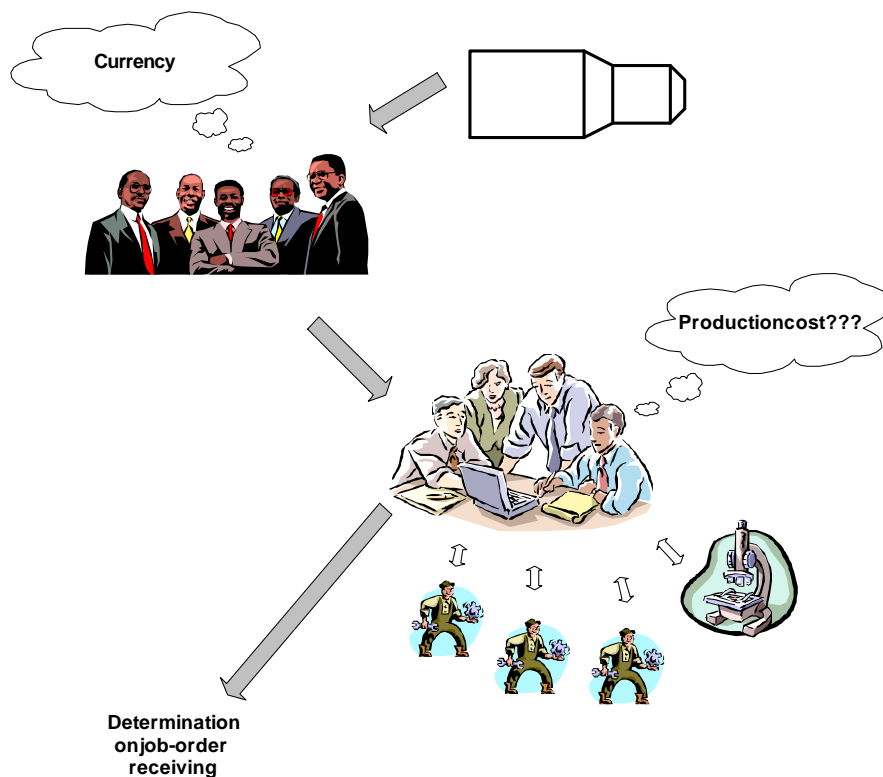 Currency
Productioncost???
Determination
onjob-order
receiving